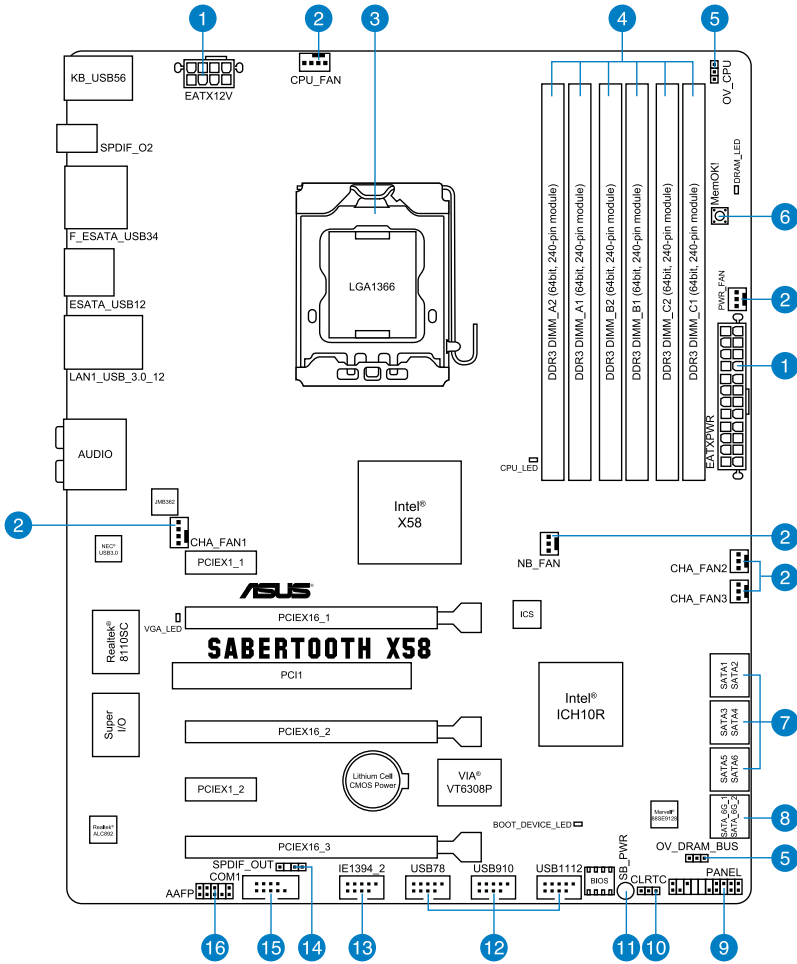 1
2
3
4
5
KB_USB56
EATX12V
CPU_FAN
OV_CPU
SPDIF_O2
DRAM_LED
MemOK!
6
F_ESATA_USB34
ESATA_USB12
LAN1_USB_3.0_12
LGA1366
DDR3 DIMM_A2 (64bit, 240-pin module)
DDR3 DIMM_A1 (64bit, 240-pin module)
DDR3 DIMM_B2 (64bit, 240-pin module)
DDR3 DIMM_B1 (64bit, 240-pin module)
DDR3 DIMM_C2 (64bit, 240-pin module)
DDR3 DIMM_C1 (64bit, 240-pin module)
PWR_FAN
2
1
EATXPWR
AUDIO
CPU_LED
JMB362
Intel®
X58
2
CHA_FAN1
NEC®
USB3.0
PCIEX1_1
NB_FAN
2
CHA_FAN2
2
CHA_FAN3
ASUS
VGA_LED
PCIEX16_1
ICS
Realtek®
8110SC
SABERTOOTH X58
PCI1
SATA1
SATA2
Super
I/O
Intel®
ICH10R
SATA3
SATA4
7
PCIEX16_2
SATA5
SATA6
Lithium Cell
CMOS Power
VIA®
VT6308P
PCIEX1_2
Marvell®
88SE9128
SATA_6G_1
SATA_6G_2
8
Realtek®
ALC892
BOOT_DEVICE_LED
PCIEX16_3
OV_DRAM_BUS
5
SPDIF_OUT
COM1
AAFP
IE1394_2
USB78
USB910
USB1112
BIOS
SB_PWR
CLRTC
PANEL
16
15
14
13
12
11
10
9